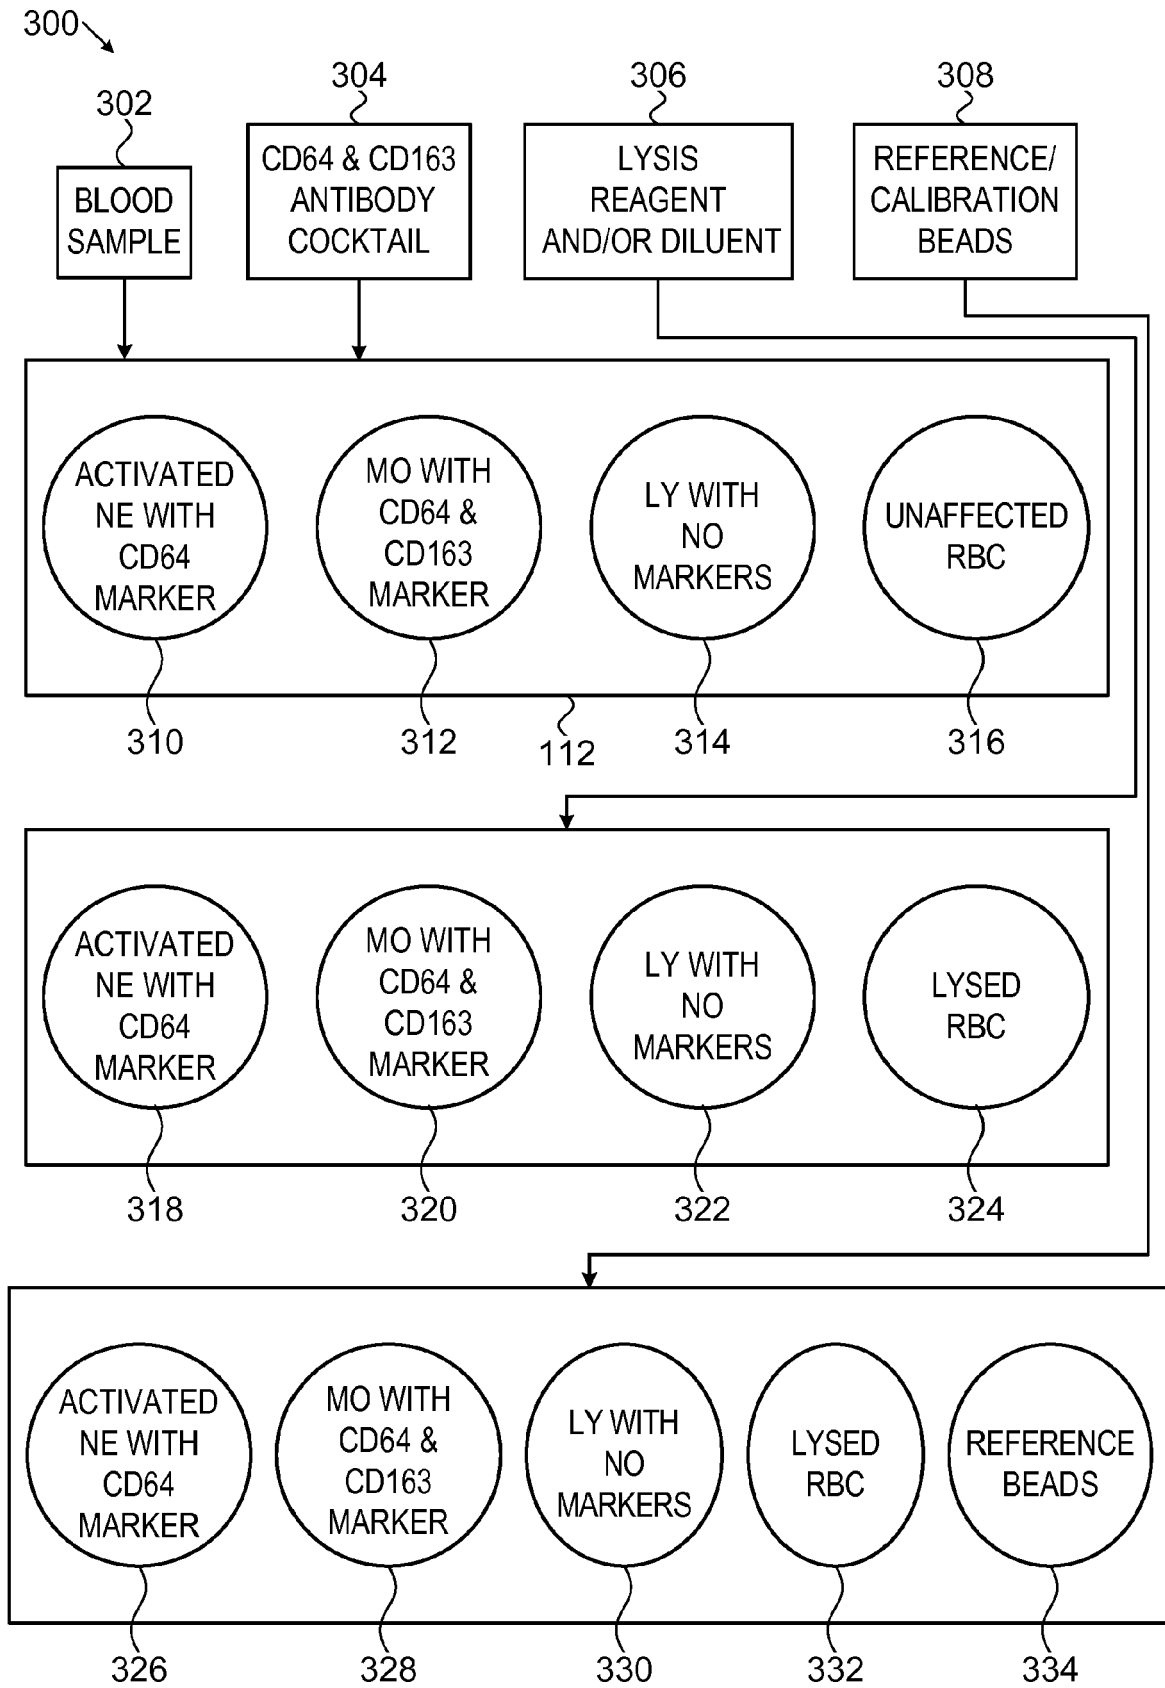 300
302
304
306
308
BLOOD
SAMPLE
CD64 & CD163
ANTIBODY
COCKTAIL
LYSIS
REAGENT
AND/OR DILUENT
REFERENCE/
CALIBRATION
BEADS
ACTIVATED
NE WITH
CD64
MARKER
MO WITH
CD64 &
CD163
MARKER
LY WITH
NO
MARKERS
UNAFFECTED
RBC
310
312
112
314
316
ACTIVATED
NE WITH
CD64
MARKER
MO WITH
CD64 &
CD163
MARKER
LY WITH
NO
MARKERS
LYSED
RBC
318
320
322
324
ACTIVATED
NE WITH
CD64
MARKER
MO WITH
CD64 &
CD163
MARKER
LY WITH
NO
MARKERS
LYSED
RBC
REFERENCE
BEADS
326
328
330
332
334